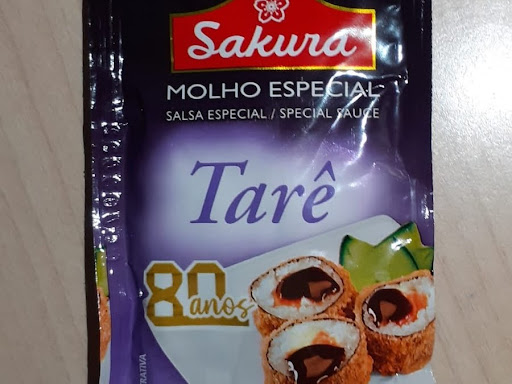 Sakura
MOLHO ESPECIAL
SALSA ESPECIAL / SPECIAL SAUCE
Tarê
80
anos